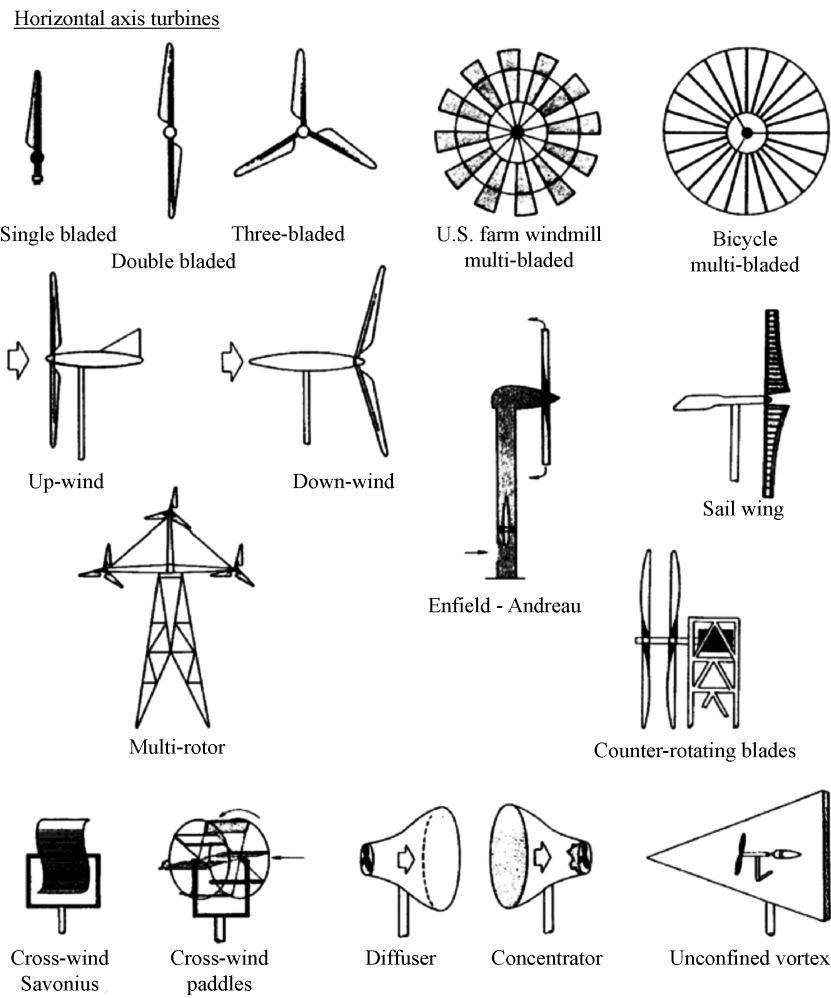 Horizontal axis turbines
Single bladed
Double bladed
Three-bladed
U.S. farm windmill
multi-bladed
Bicycle
multi-bladed
Up-wind
Down-wind
Enfield - Andreau
Sail wing
Multi-rotor
Counter-rotating blades
Cross-wind
Savonius
Cross-wind
paddles
Diffuser
Concentrator
Unconfined vortex